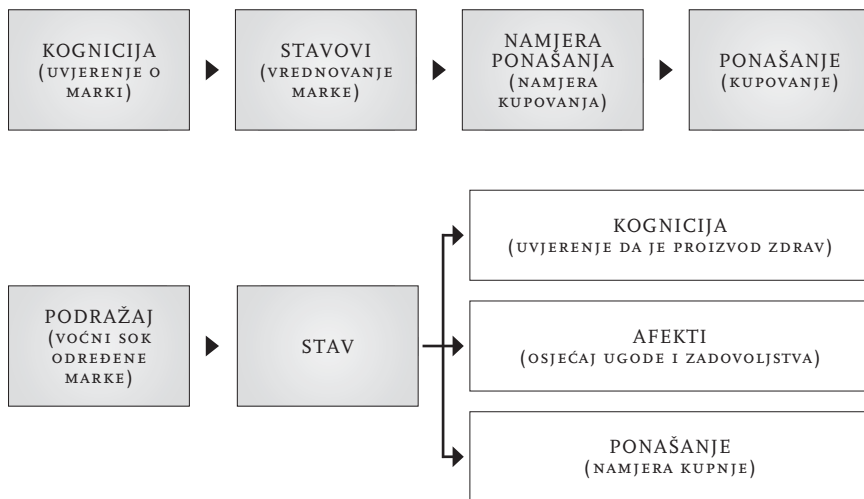 KOGNICIJA
(UVJERENJE O
MARKI)
STAVOVI
(VREDNOVANJE
MARKE)
NAMJERA
PONAŠANJA
(NAMJERA
KUPOVANJA)
PONAŠANJE
(KUPOVANJE)
PODRAŽAJ
(VOĆNI SOK
ODREĐENE
MARKE)
STAV
KOGNICIJA
(UVJERENJE DA JE PROIZVOD ZDRAV)
AFEKTI
(OSJEĆAJ UGODE I ZADOVOLJSTVA)
PONAŠANJE
(NAMJERA KUPNJE)